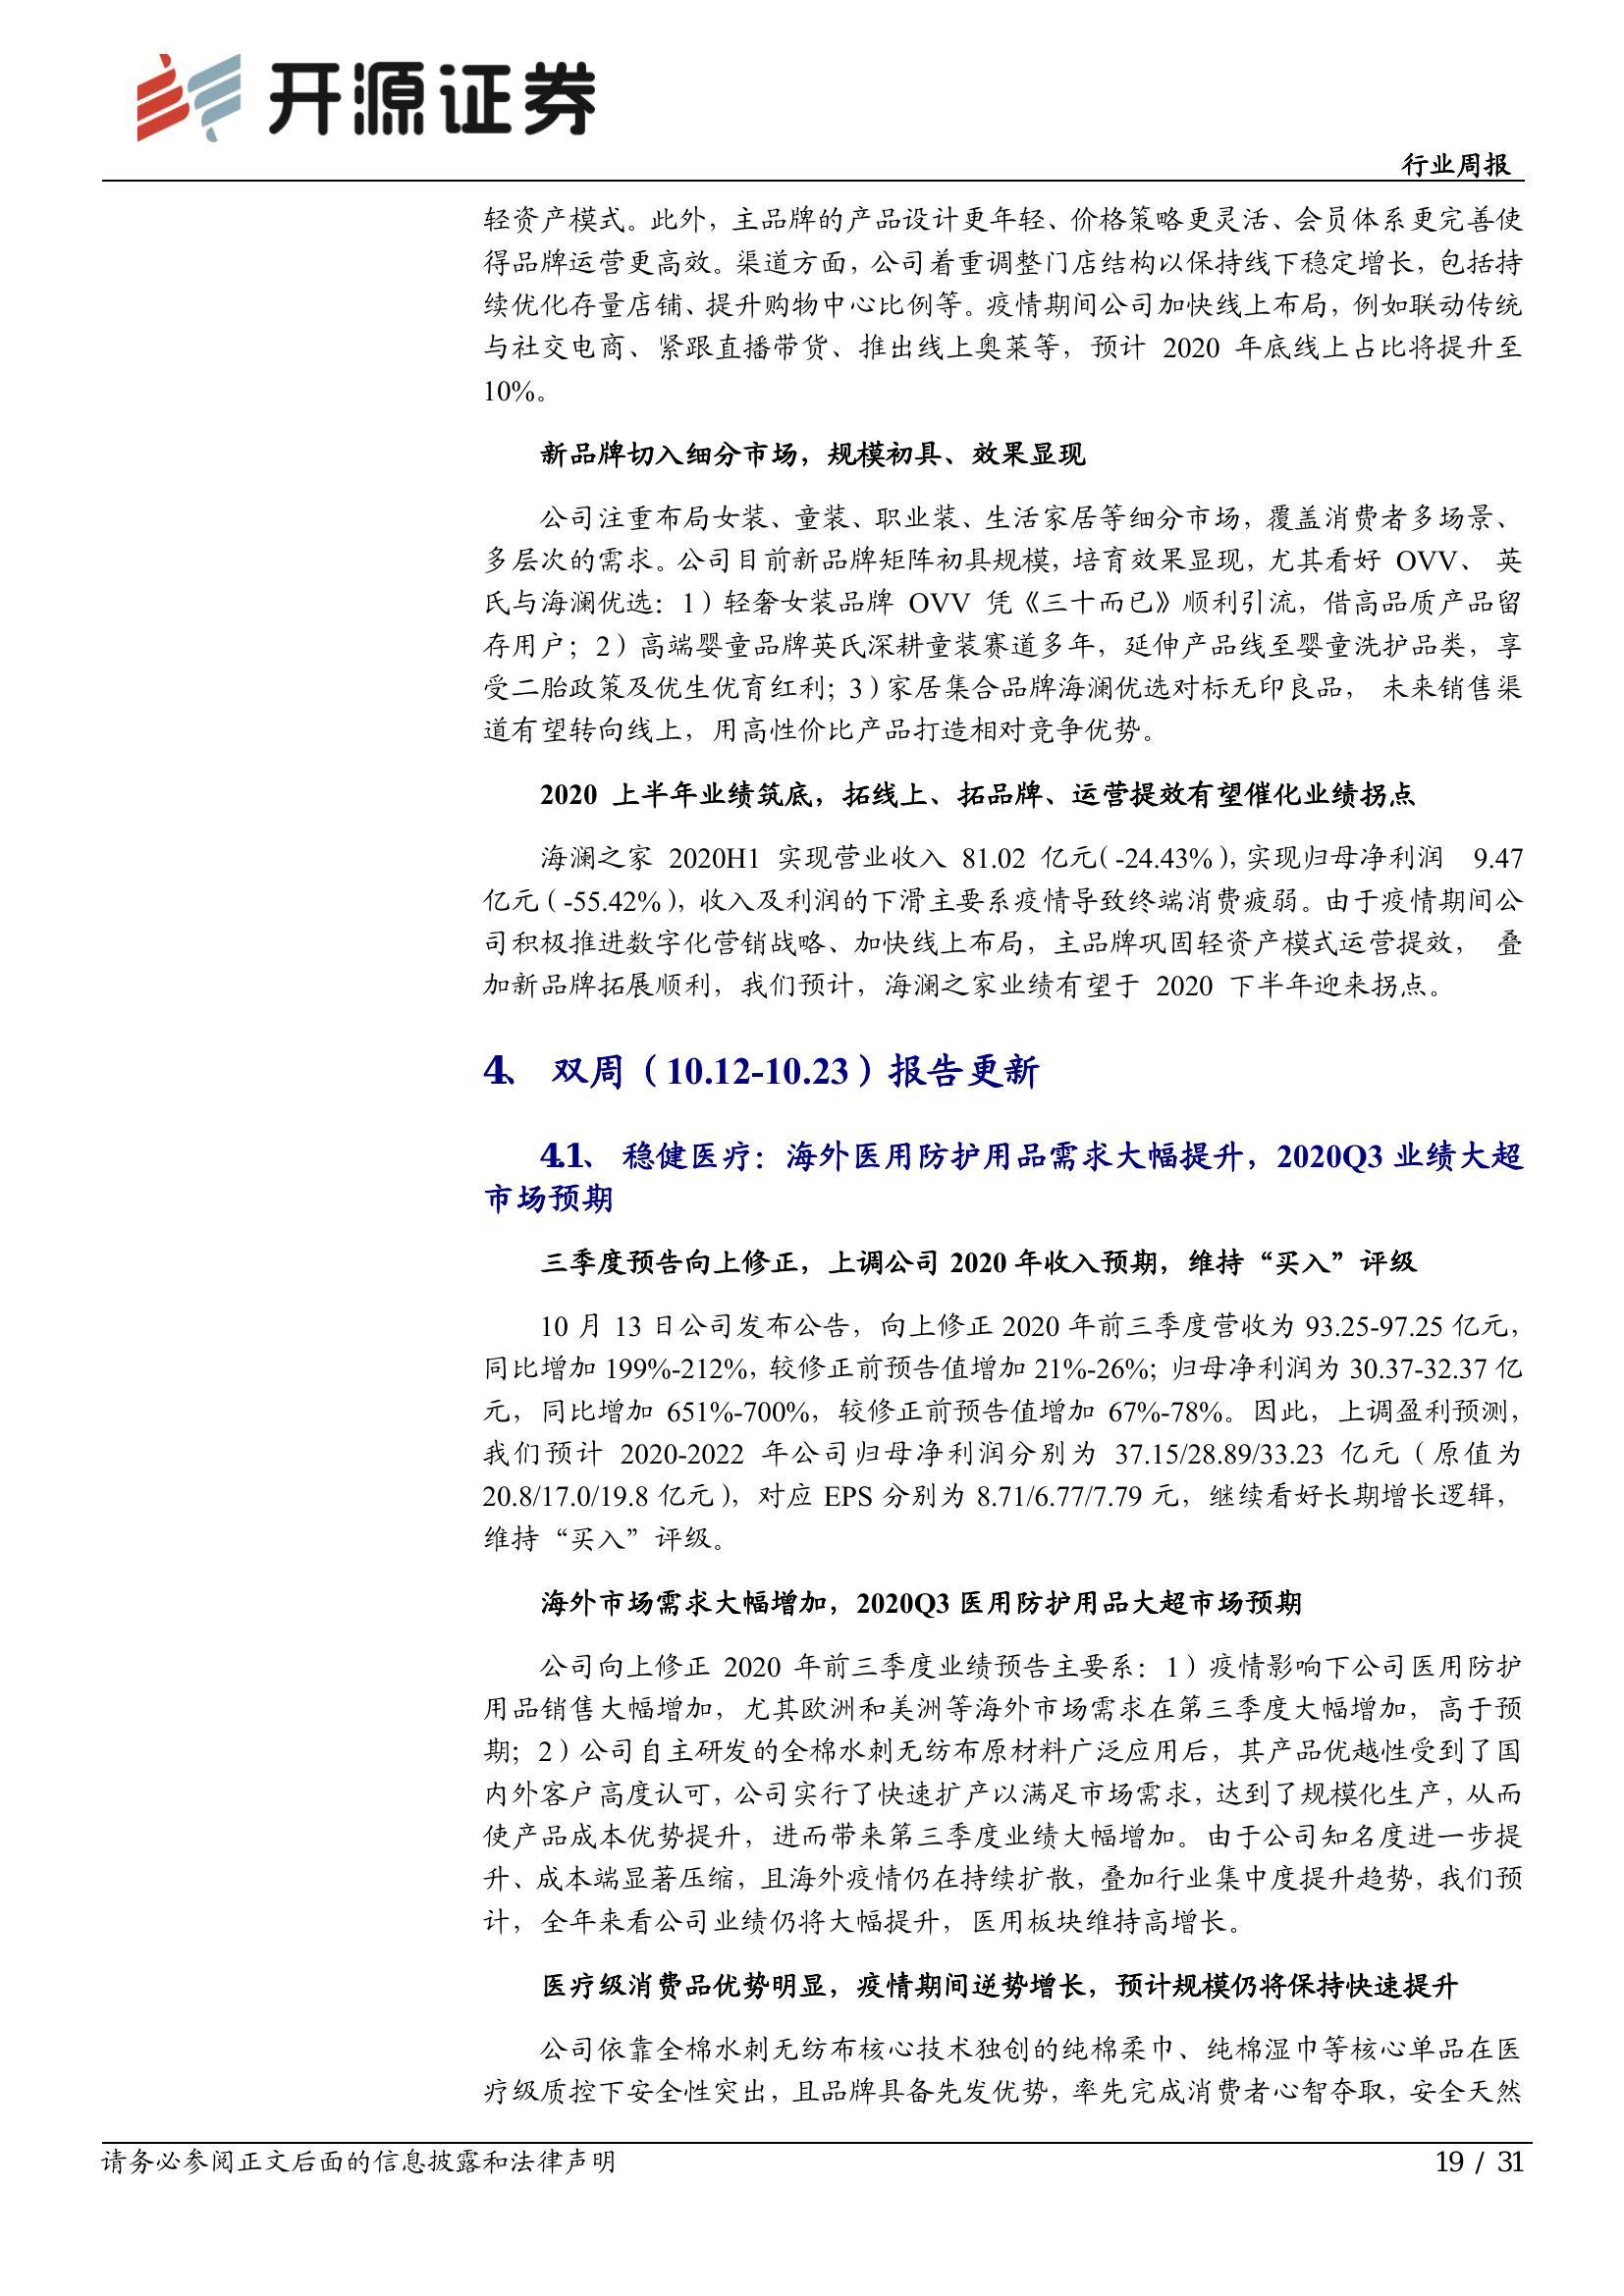 开源证券
行业周报
轻资产模式。此外，主品牌的产品设计更年轻、价格策略更灵活、会员体系更完善使
得品牌运营更高效。渠道方面，公司着重调整门店结构以保持线下稳定增长，包括持
续优化存量店铺、提升购物中心比例等。疫情期间公司加快线上布局，例如联动传统
与社交电商、紧跟直播带货、推出线上奥莱等，预计 2020 年底线上占比将提升至
10%。
新品牌切入细分市场，规模初具、效果显现
公司注重布局女装、童装、职业装、生活家居等细分市场，覆盖消费者多场景、
多层次的需求。公司目前新品牌矩阵初具规模，培育效果显现，尤其看好 OVV、 英
氏与海澜优选：1）轻奢女装品牌 OVV 凭《三十而已》顺利引流，借高品质产品留
存用户；2）高端婴童品牌英氏深耕童装赛道多年，延伸产品线至婴童洗护品类，享
受二胎政策及优生优育红利；3）家居集合品牌海澜优选对标无印良品， 未来销售渠
道有望转向线上，用高性价比产品打造相对竞争优势。
2020 上半年业绩筑底，拓线上、拓品牌、运营提效有望催化业绩拐点
海澜之家 2020H1 实现营业收入 81.02 亿元（-24.43%），实现归母净利润 9.47
亿元（-55.42%），收入及利润的下滑主要系疫情导致终端消费疲弱。由于疫情期间公
司积极推进数字化营销战略、加快线上布局，主品牌巩固轻资产模式运营提效， 叠
加新品牌拓展顺利，我们预计，海澜之家业绩有望于 2020 下半年迎来拐点。
4、 双周（10.12-10.23）报告更新
4.1、 稳健医疗：海外医用防护用品需求大幅提升，2020Q3 业绩大超
市场预期
三季度预告向上修正，上调公司 2020 年收入预期，维持“买入”评级
10 月 13 日公司发布公告，向上修正 2020 年前三季度营收为 93.25-97.25 亿元，
同比增加 199%-212%，较修正前预告值增加 21%-26%；归母净利润为 30.37-32.37 亿
元，同比增加 651%-700%，较修正前预告值增加 67%-78%。因此，上调盈利预测，
我们预计 2020-2022 年公司归母净利润分别为 37.15/28.89/33.23 亿元（原值为
20.8/17.0/19.8 亿元），对应 EPS 分别为 8.71/6.77/7.79 元，继续看好长期增长逻辑，
维持“买入”评级。
海外市场需求大幅增加，2020Q3 医用防护用品大超市场预期
公司向上修正 2020 年前三季度业绩预告主要系：1）疫情影响下公司医用防护
用品销售大幅增加，尤其欧洲和美洲等海外市场需求在第三季度大幅增加，高于预
期；2）公司自主研发的全棉水刺无纺布原材料广泛应用后，其产品优越性受到了国
内外客户高度认可，公司实行了快速扩产以满足市场需求，达到了规模化生产，从而
使产品成本优势提升，进而带来第三季度业绩大幅增加。由于公司知名度进一步提
升、成本端显著压缩，且海外疫情仍在持续扩散，叠加行业集中度提升趋势，我们预
计，全年来看公司业绩仍将大幅提升，医用板块维持高增长。
医疗级消费品优势明显，疫情期间逆势增长，预计规模仍将保持快速提升
公司依靠全棉水刺无纺布核心技术独创的纯棉柔巾、纯棉湿巾等核心单品在医
疗级质控下安全性突出，且品牌具备先发优势，率先完成消费者心智夺取，安全天然
请务必参阅正文后面的信息披露和法律声明
19 / 31